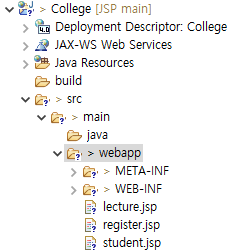 > College [JSP main]
Deployment Descriptor: College
JAX-WS Web Services
> Java Resources
build
> src
> main
java
> webapp
> META-INF
> WEB-INF
lecture.jsp
register.jsp
student.jsp